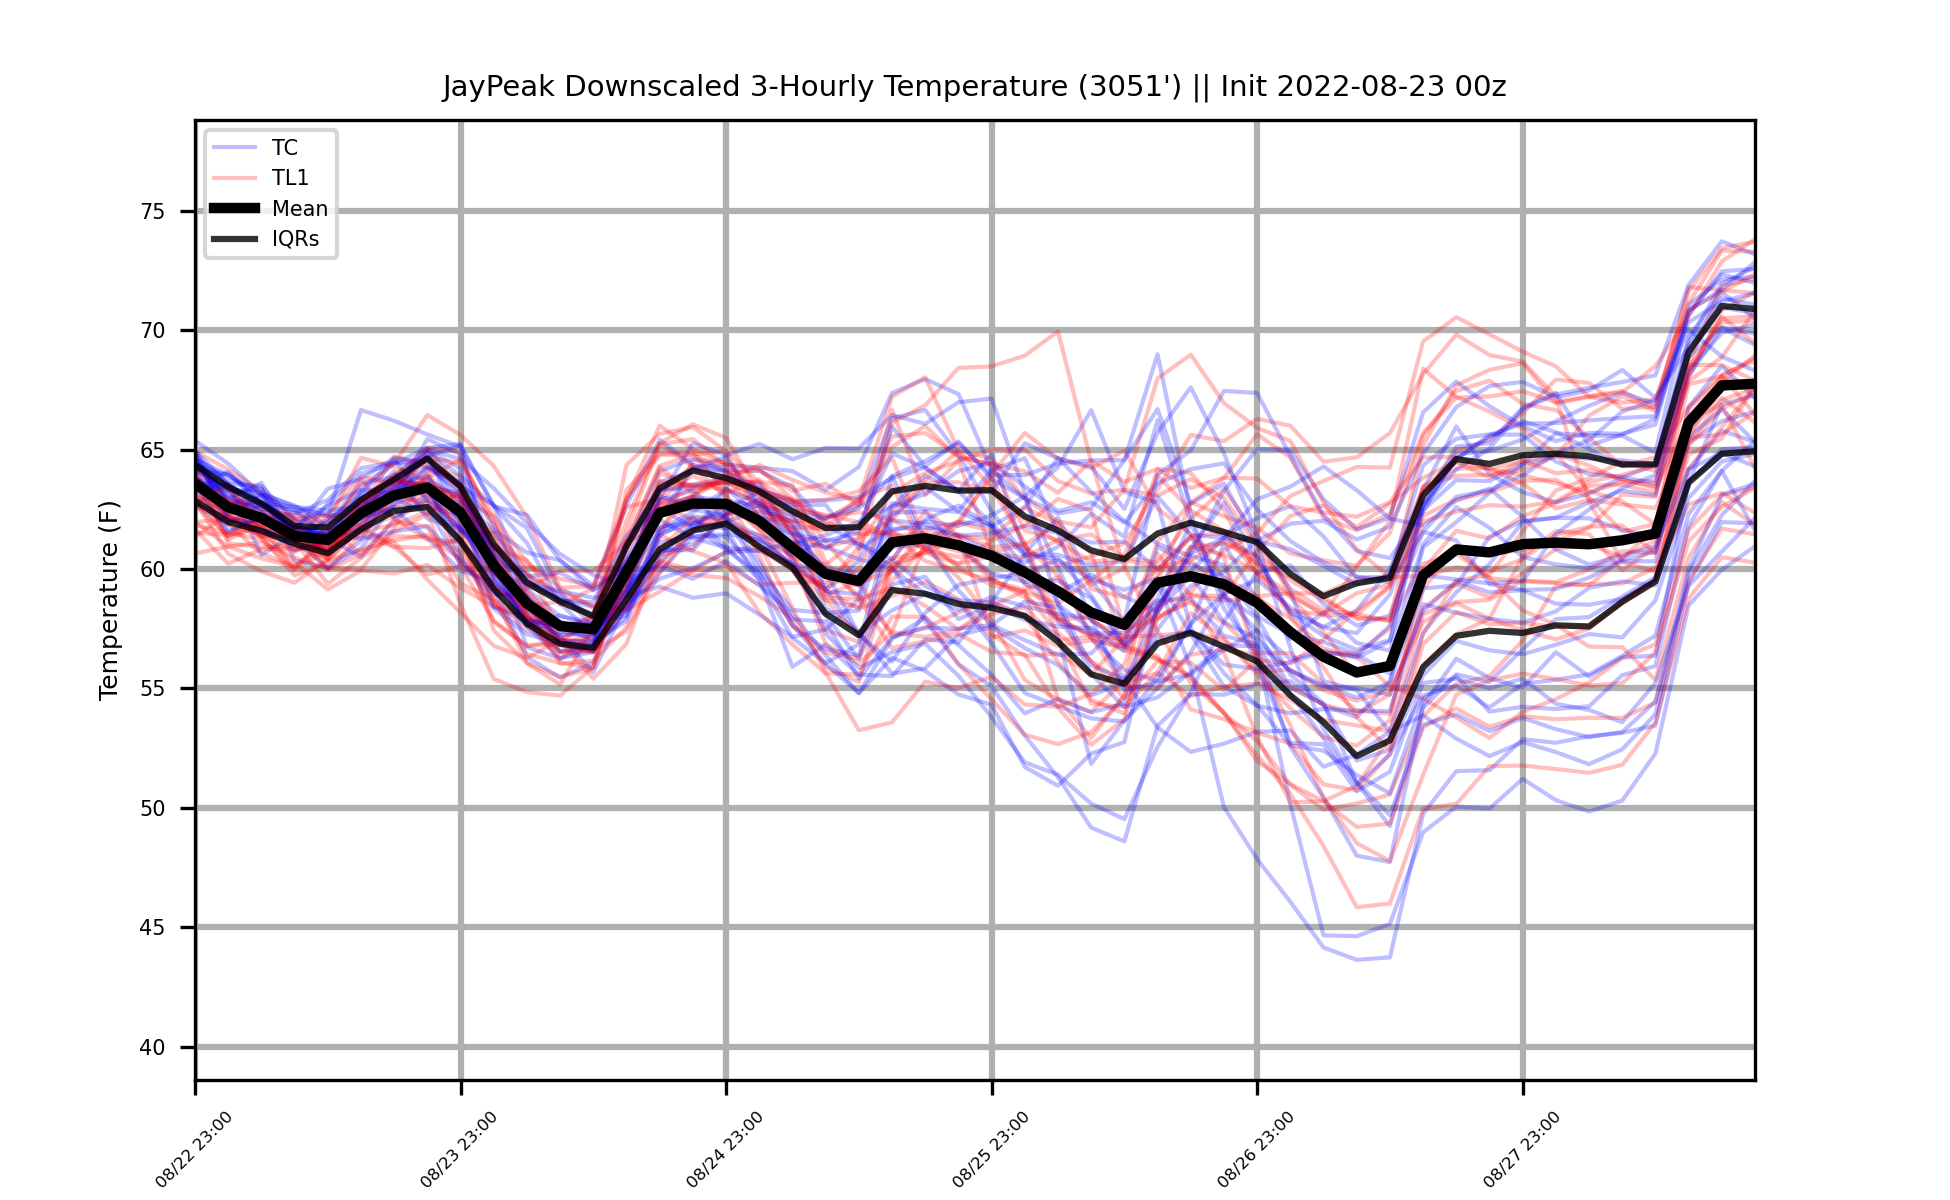 JayPeak Downscaled 3-Hourly Temperature (3051') || Init 2022-08-23 00z
TC
TL1
Mean
IQRs
Temperature (F)
75
70
65
60
55
50
45
40
08/22 23:00
08/23 23:00
08/24 23:00
08/25 23:00
08/26 23:00
08/27 23:00